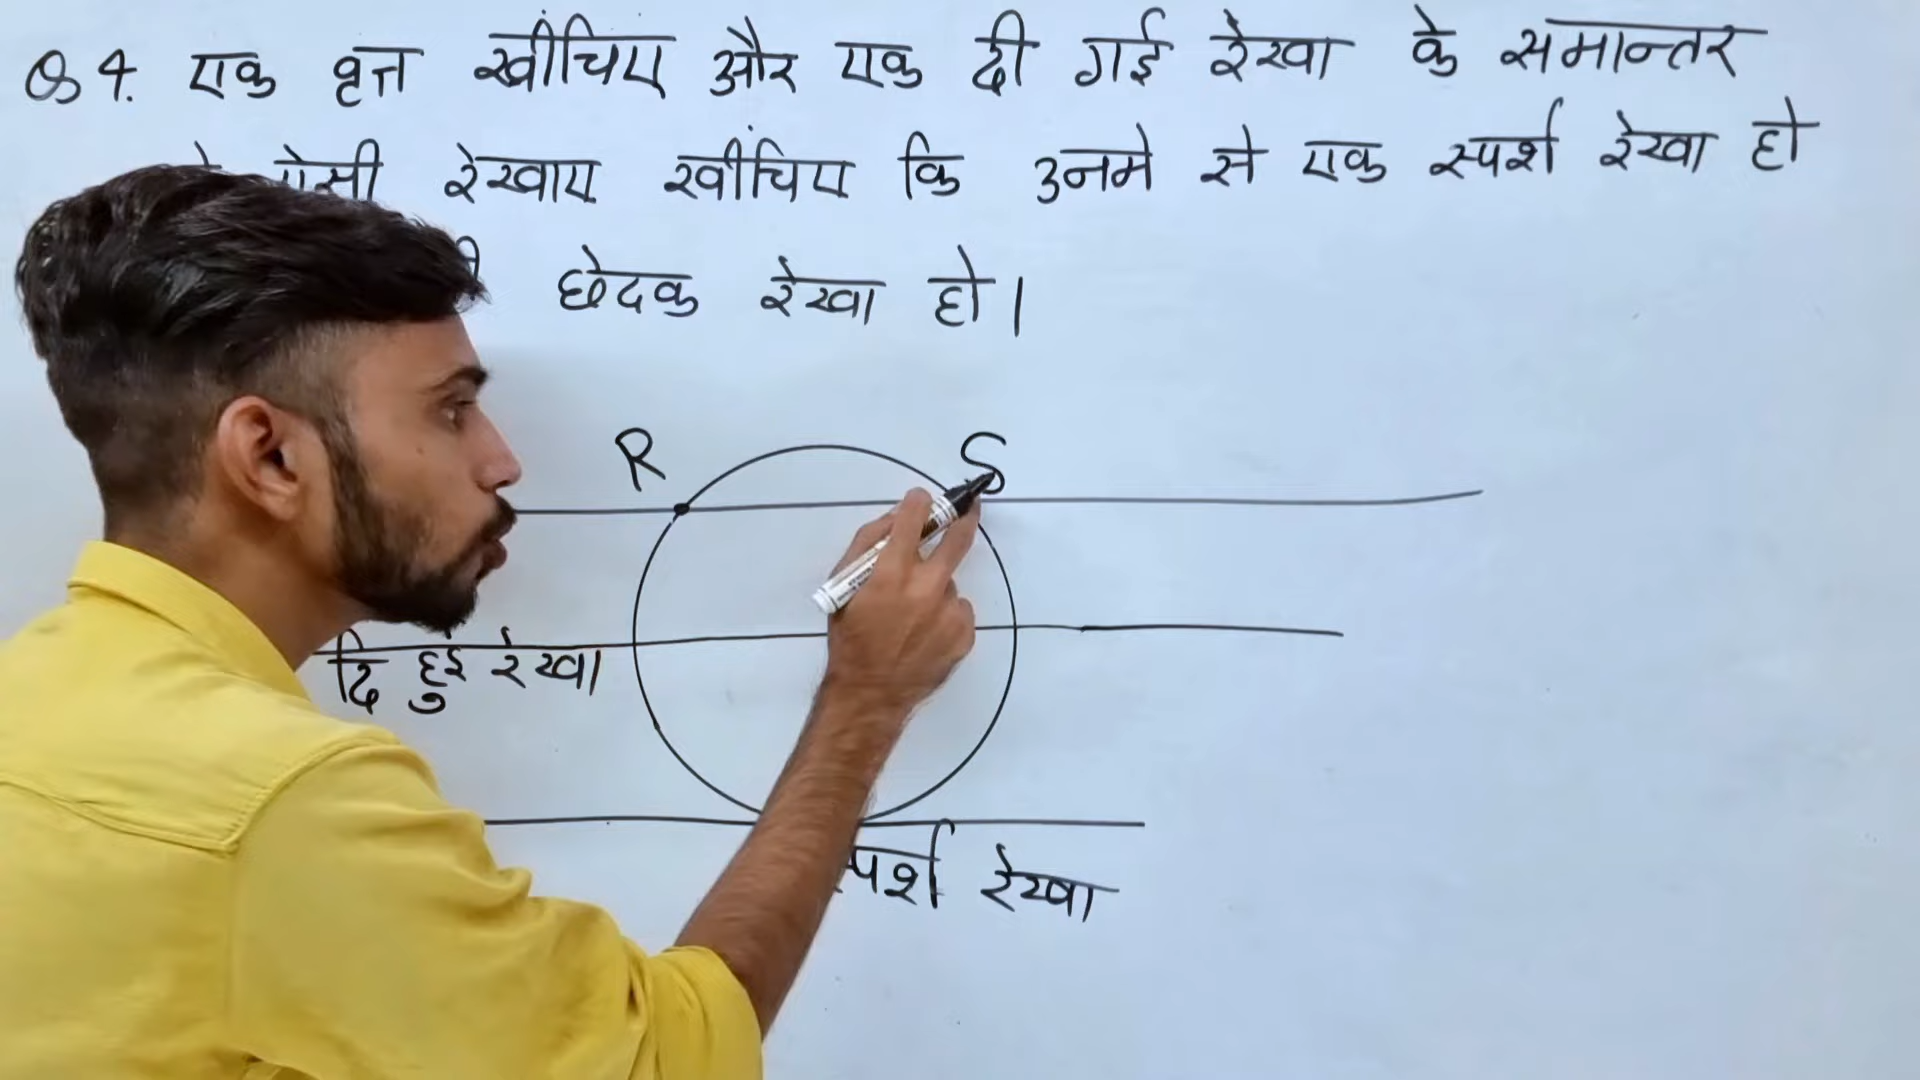 Q 4. एक वृत्त खींचिए और एक दी गई रेखा के समान्तर
ऐसी रेखाए खींचिए कि उनमे से एक स्पर्श रेखा हो
छेदक रेखा हो।
R S
दि हुई रेखा
स्पर्श रेखा